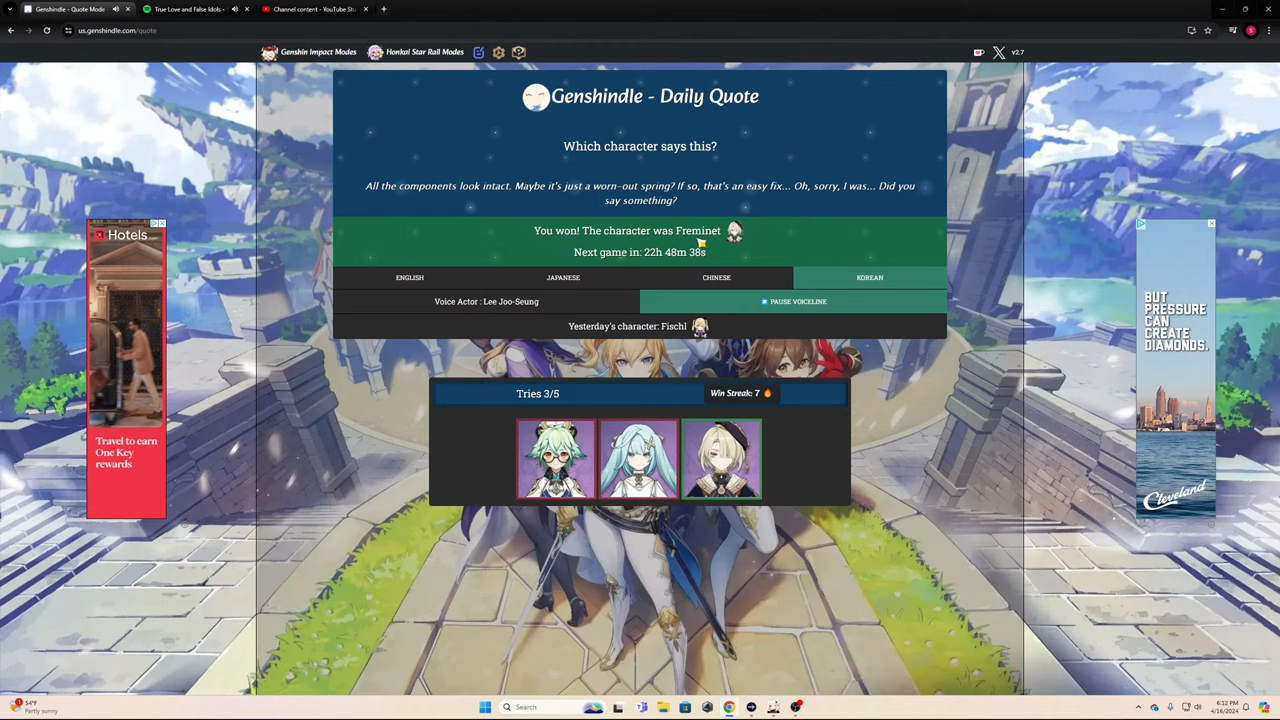 Genshindle - Quote Mode
True Love and False Idols -
Channel content - YouTube St
us.genshindle.com/quote
Genshin Impact Modes
Honkai Star Rail Modes
v2.7
Genshindle - Daily Quote
Which character says this?
All the components look intact. Maybe it's just a worn-out spring? If so, that's an easy fix... Oh, sorry, I was... Did you
say something?
You won! The character was Freminet
Next game in: 22h 48m 38s
ENGLISH
JAPANESE
CHINESE
KOREAN
Voice Actor : Lee Joo-Seung
PAUSE VOICELINE
Yesterday's character: Fischl
Tries 3/5
Win Streak: 7
Hotels.com
Travel to earn
One Key
rewards
BUT
PRESSURE
CAN
CREATE
DIAMONDS.
Cleveland
54°F
Partly sunny
Search
6:12 PM
4/16/2024